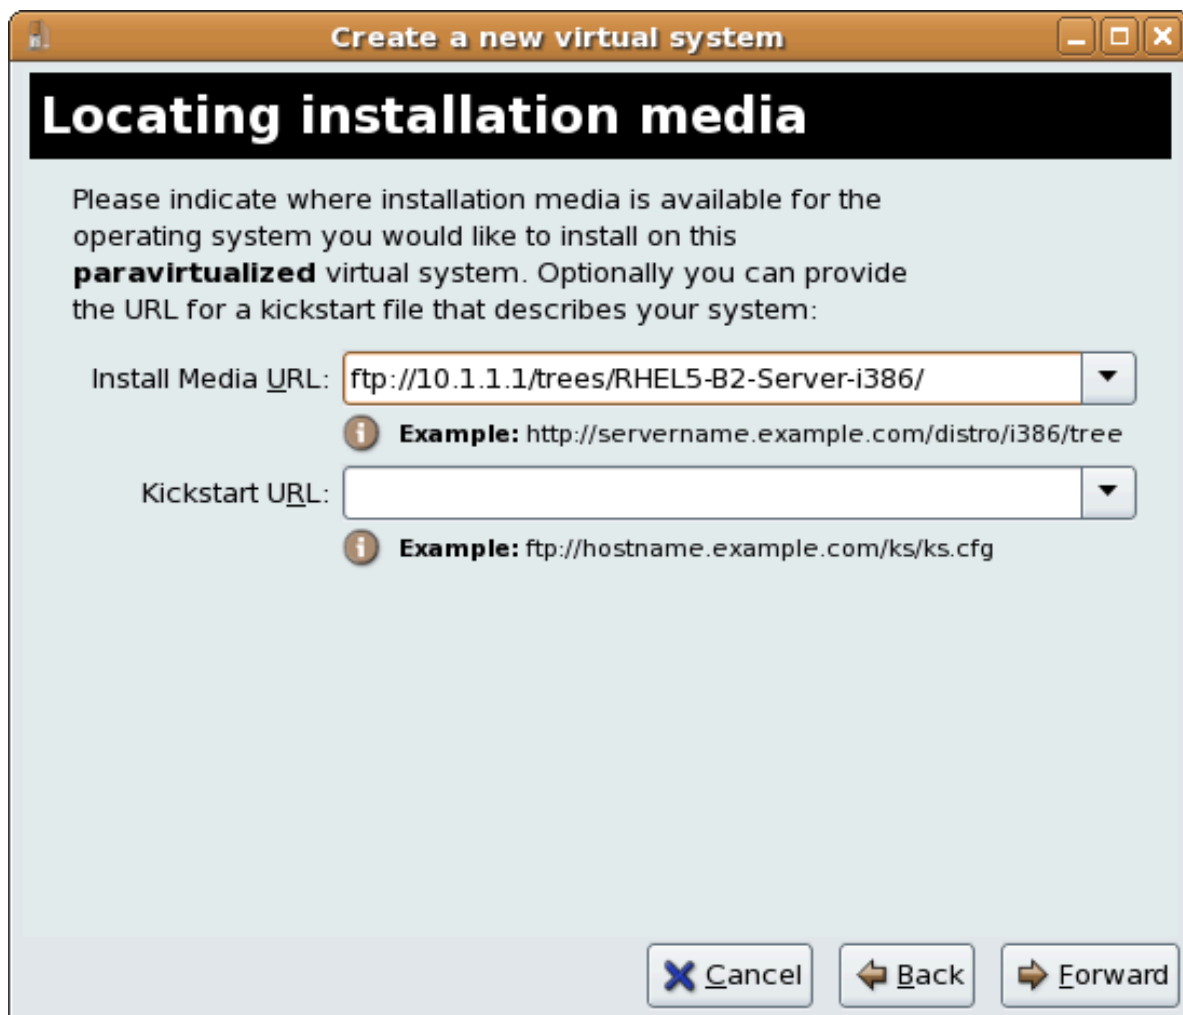 Create a new virtual system
Locating installation media
Please indicate where installation media is available for the
operating system you would like to install on this
paravirtualized virtual system. Optionally you can provide
the URL for a kickstart file that describes your system:
Install Media URL: ftp://10.1.1.1/trees/RHEL5-B2-Server-i386/
Example: http://servername.example.com/distro/i386/tree
Kickstart URL:
Example: ftp://hostname.example.com/ks/ks.cfg
Cancel Back Forward